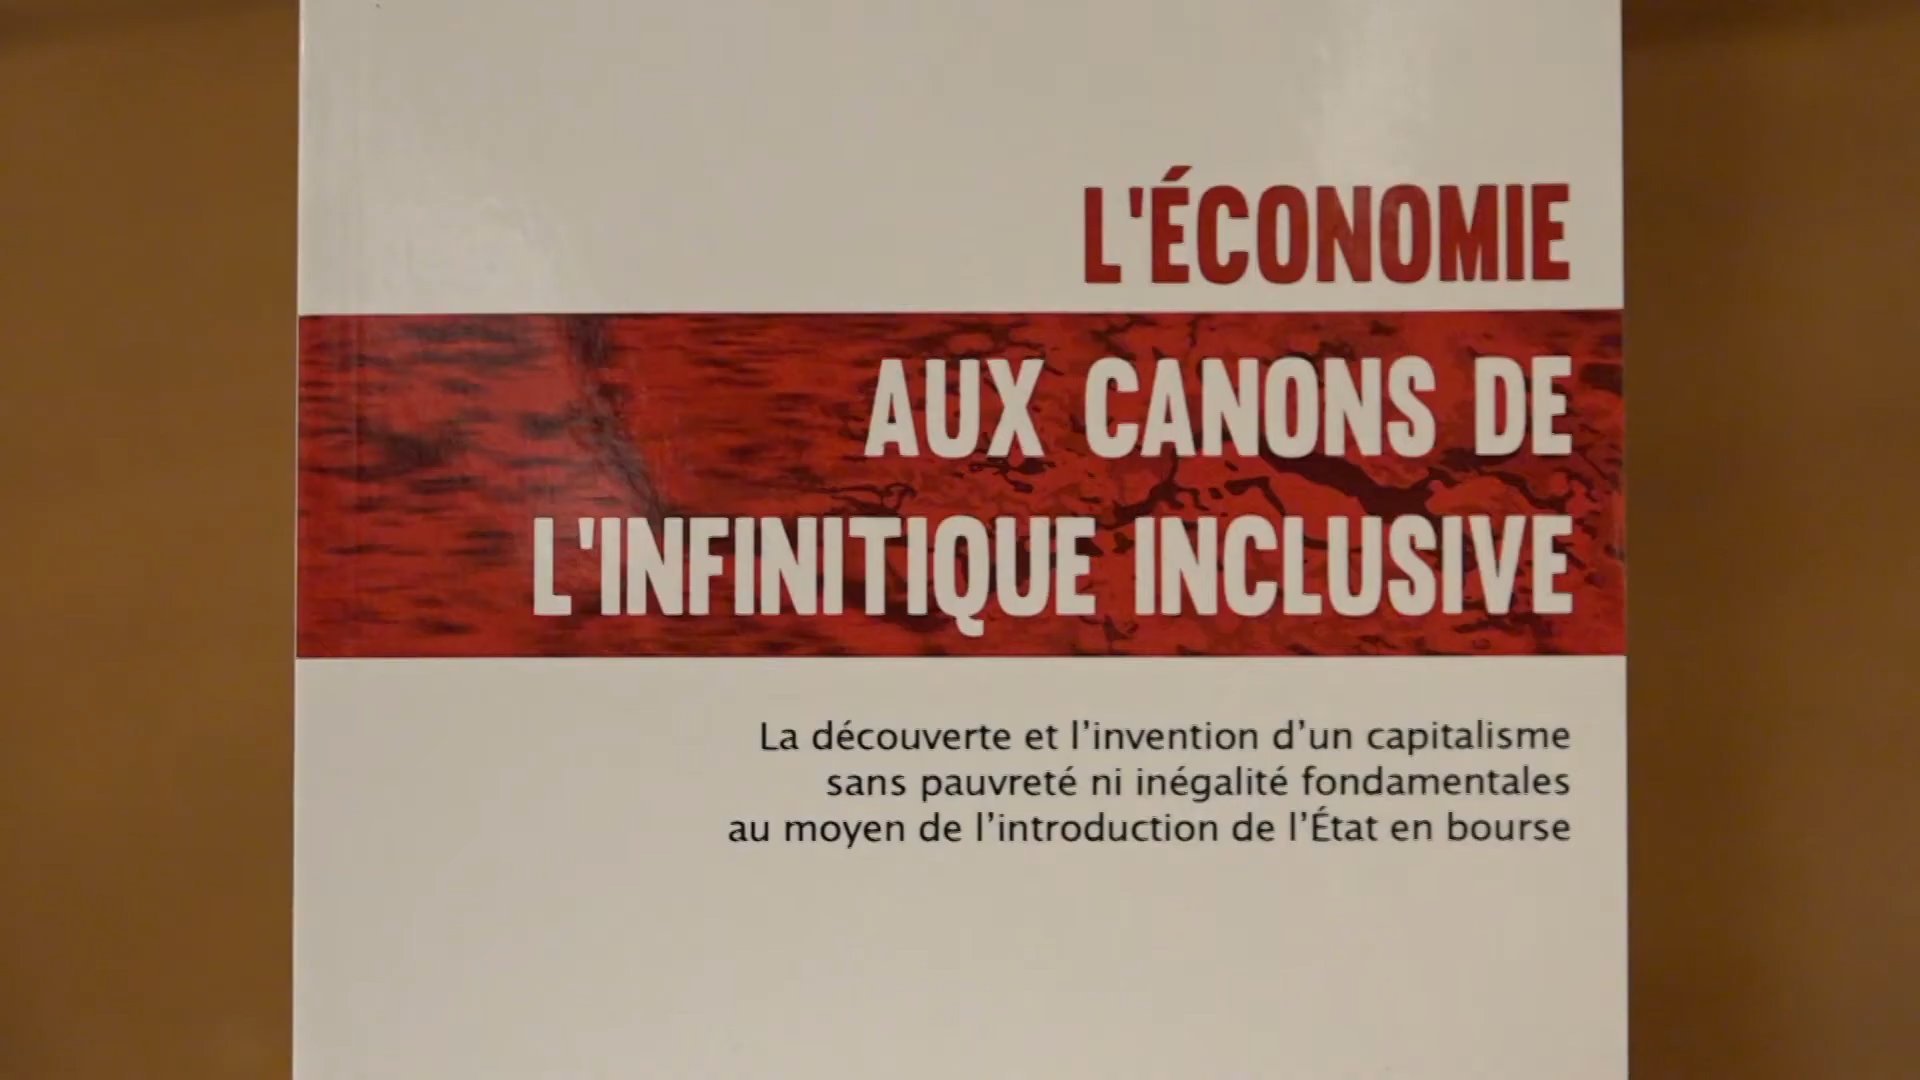 L'ÉCONOMIE
AUX CANONS DE
L'INFINITIQUE INCLUSIVE
La découverte et l’invention d’un capitalisme
sans pauvreté ni inégalité fondamentales
au moyen de l’introduction de l’État en bourse